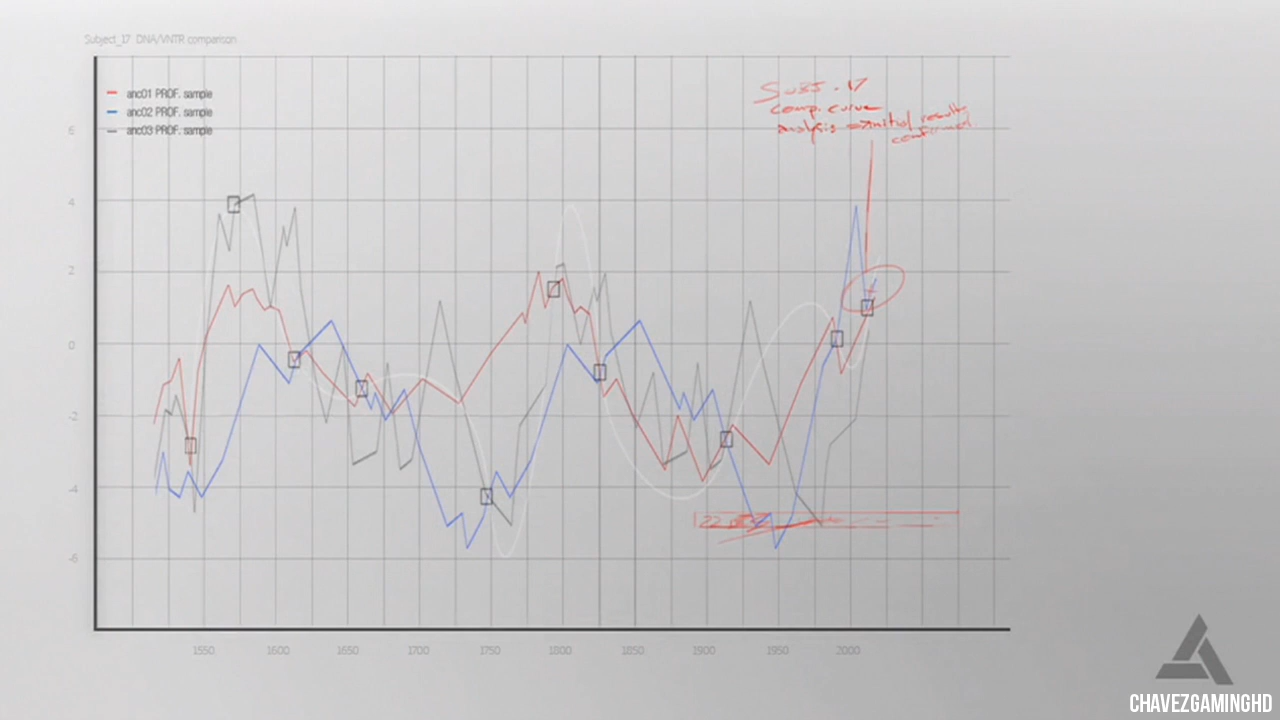 Subject_17 DNA/VNTR comparison
anc01 PROF. sample
anc02 PROF. sample
anc03 PROF. sample
SUBJ. 17
comp. curve
analysis => initial results
confirmed
6
4
2
0
-2
-4
-6
22
1550 1600 1650 1700 1750 1800 1850 1900 1950 2000
CHAVEZGAMINGHD